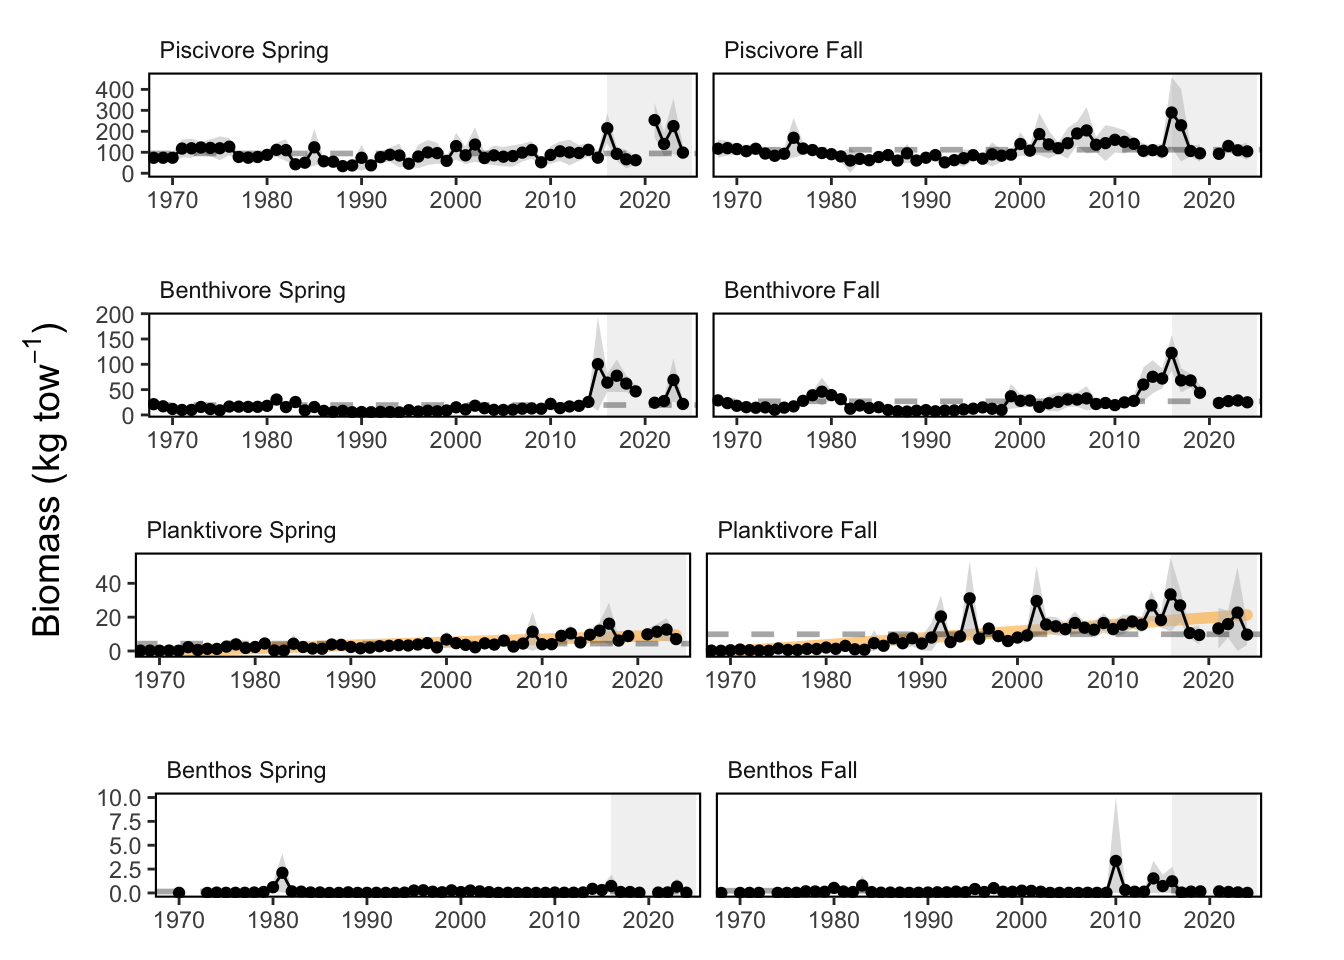 Piscivore Spring
Piscivore Fall
400
300
200
100
0
1970 1980 1990 2000 2010 2020
1970 1980 1990 2000 2010 2020
Benthivore Spring
Benthivore Fall
200
150
100
50
0
1970 1980 1990 2000 2010 2020
1970 1980 1990 2000 2010 2020
Biomass (kg tow⁻¹)
Planktivore Spring
Planktivore Fall
40
20
0
1970 1980 1990 2000 2010 2020
1970 1980 1990 2000 2010 2020
Benthos Spring
Benthos Fall
10.0
7.5
5.0
2.5
0.0
1970 1980 1990 2000 2010 2020
1970 1980 1990 2000 2010 2020